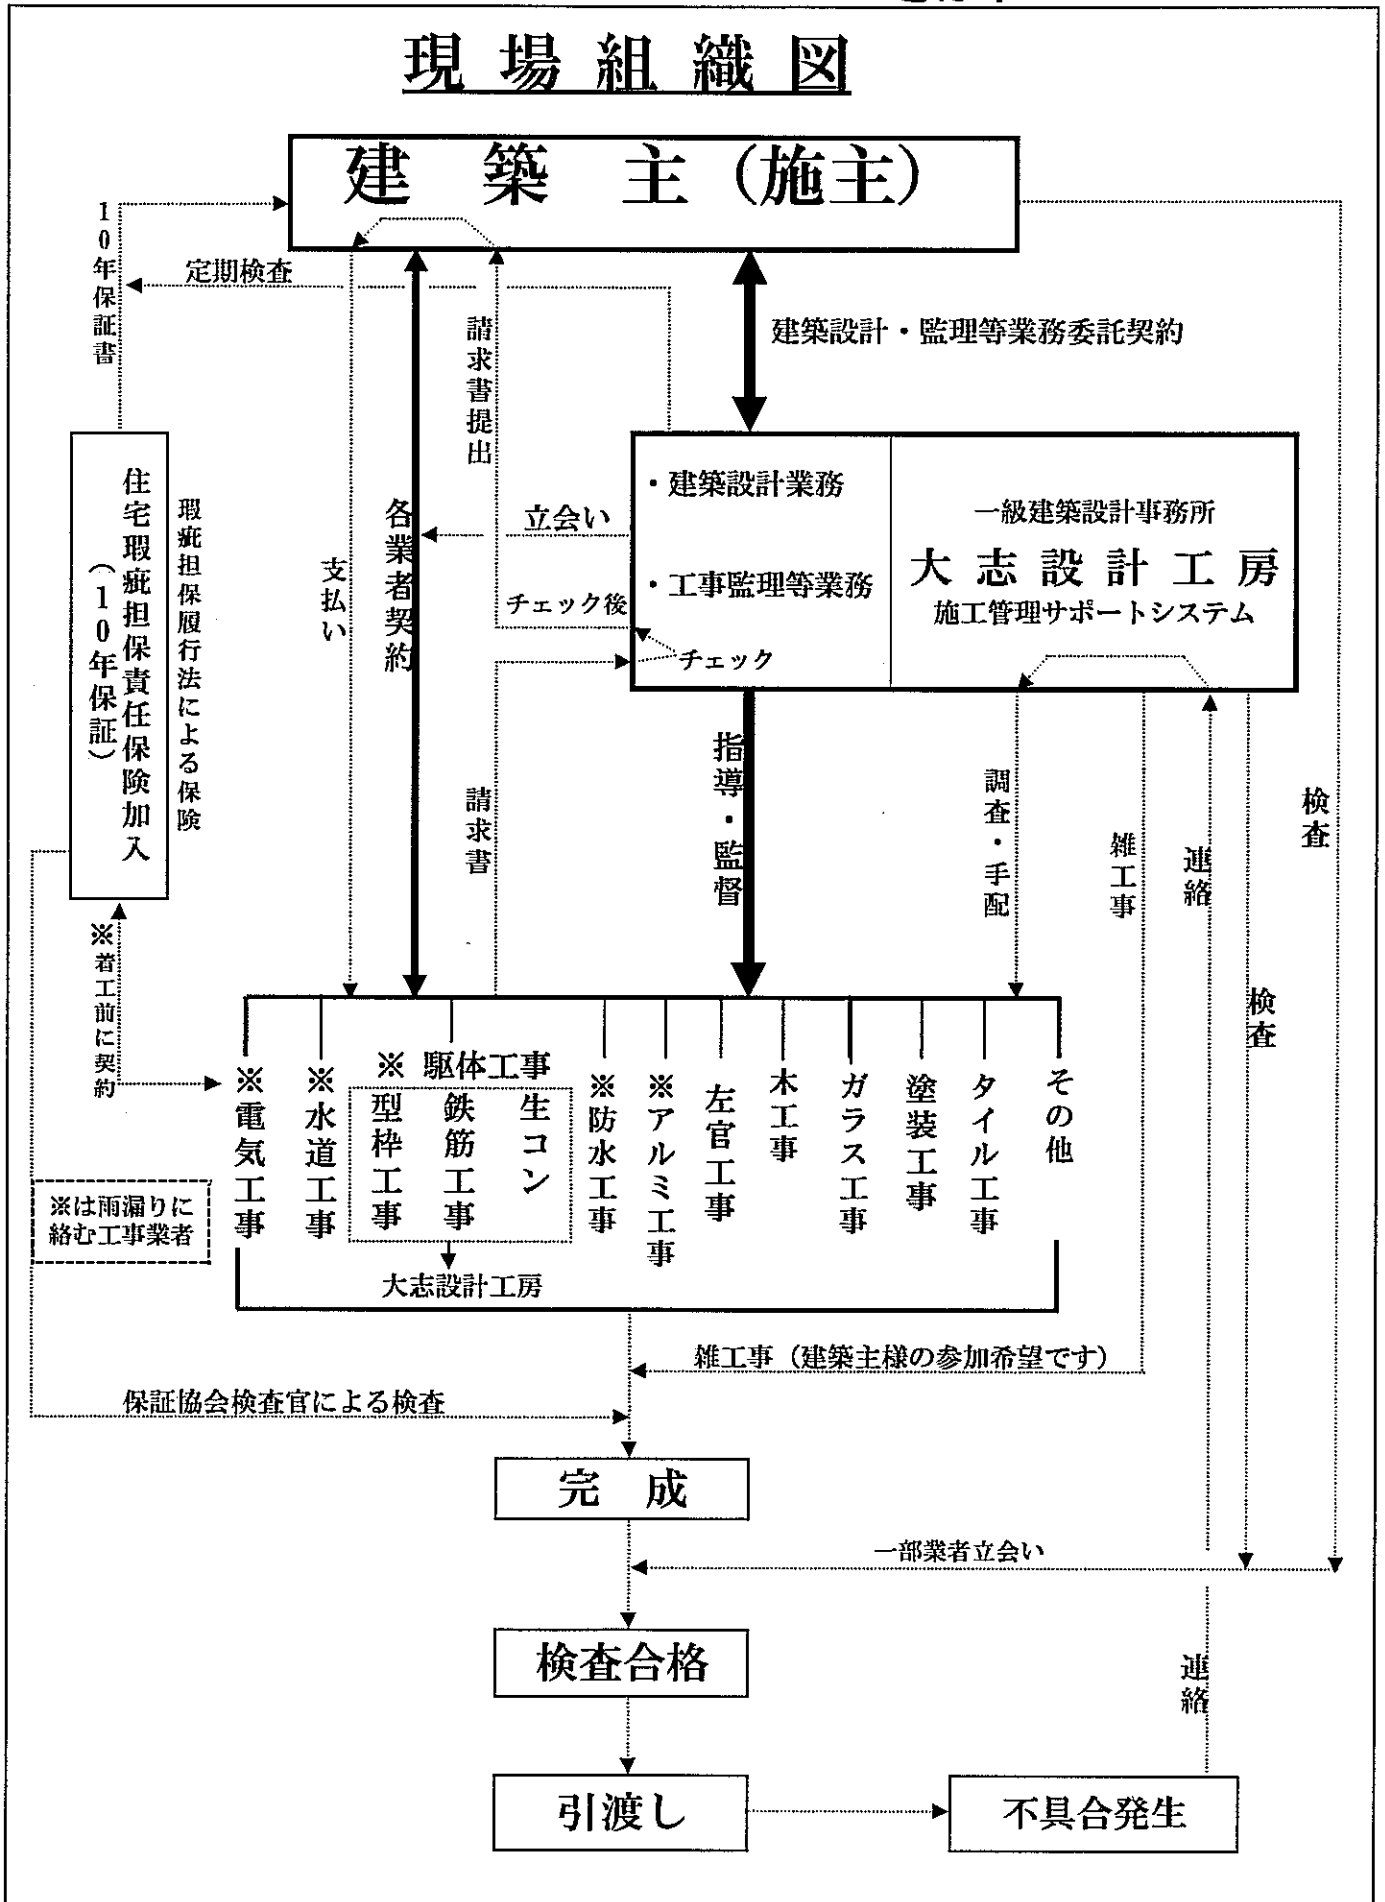 現場組織図
建築主(施主)
10年保証書
定期検査
請求書提出
建築設計・監理等業務委託契約
住宅瑕疵担保責任保険加入
(10年保証)
瑕疵担保履行法による保険
支払い
各業者契約
立会い
チェック後
・建築設計業務
・工事監理等業務
チェック
一級建築設計事務所
大志設計工房
施工管理サポートシステム
請求書
指導・監督
調査・手配
雑工事
連絡
検査
検査
※着工前に契約
※電気工事
※水道工事
※ 駆体工事
型枠工事
鉄筋工事
生コン
※防水工事
※アルミ工事
左官工事
木工事
ガラス工事
塗装工事
タイル工事
その他
※は雨漏りに
絡む工事業者
大志設計工房
雑工事(建築主様の参加希望です)
保証協会検査官による検査
完成
一部業者立会い
検査合格
連絡
引渡し
不具合発生